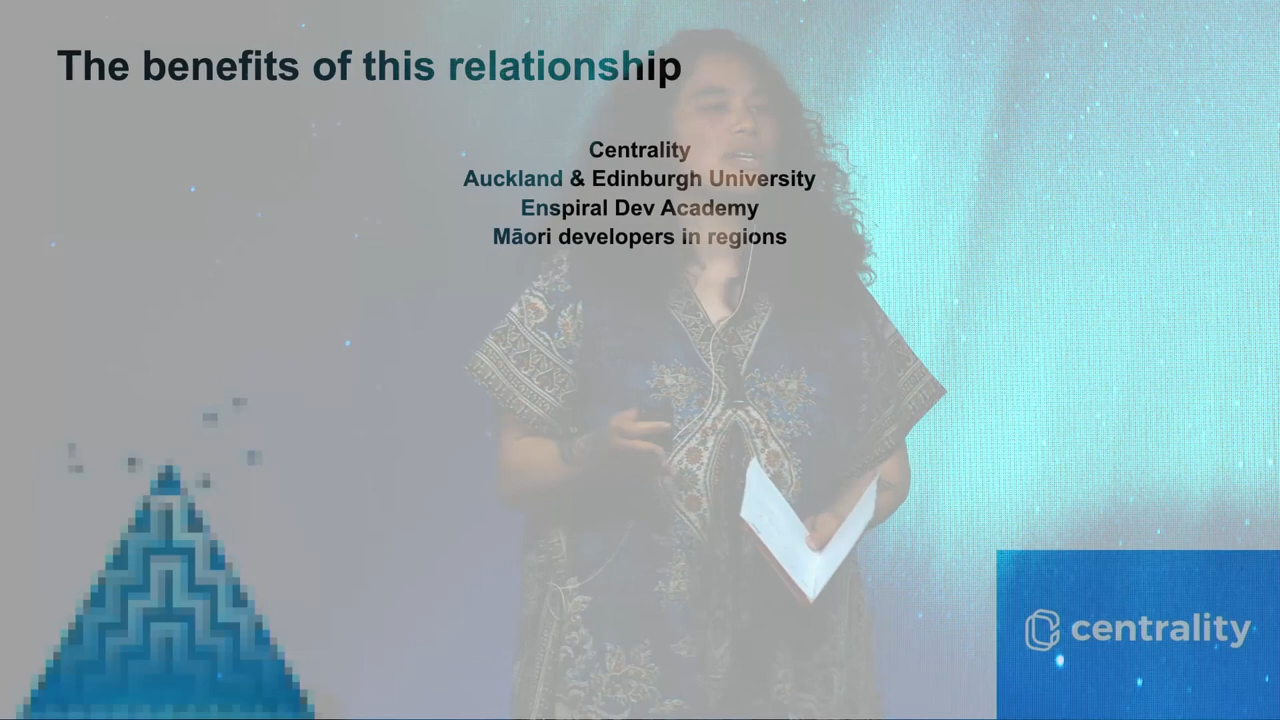 The benefits of this relationship
Centrality
Auckland & Edinburgh University
Enspiral Dev Academy
Māori developers in regions
centrality